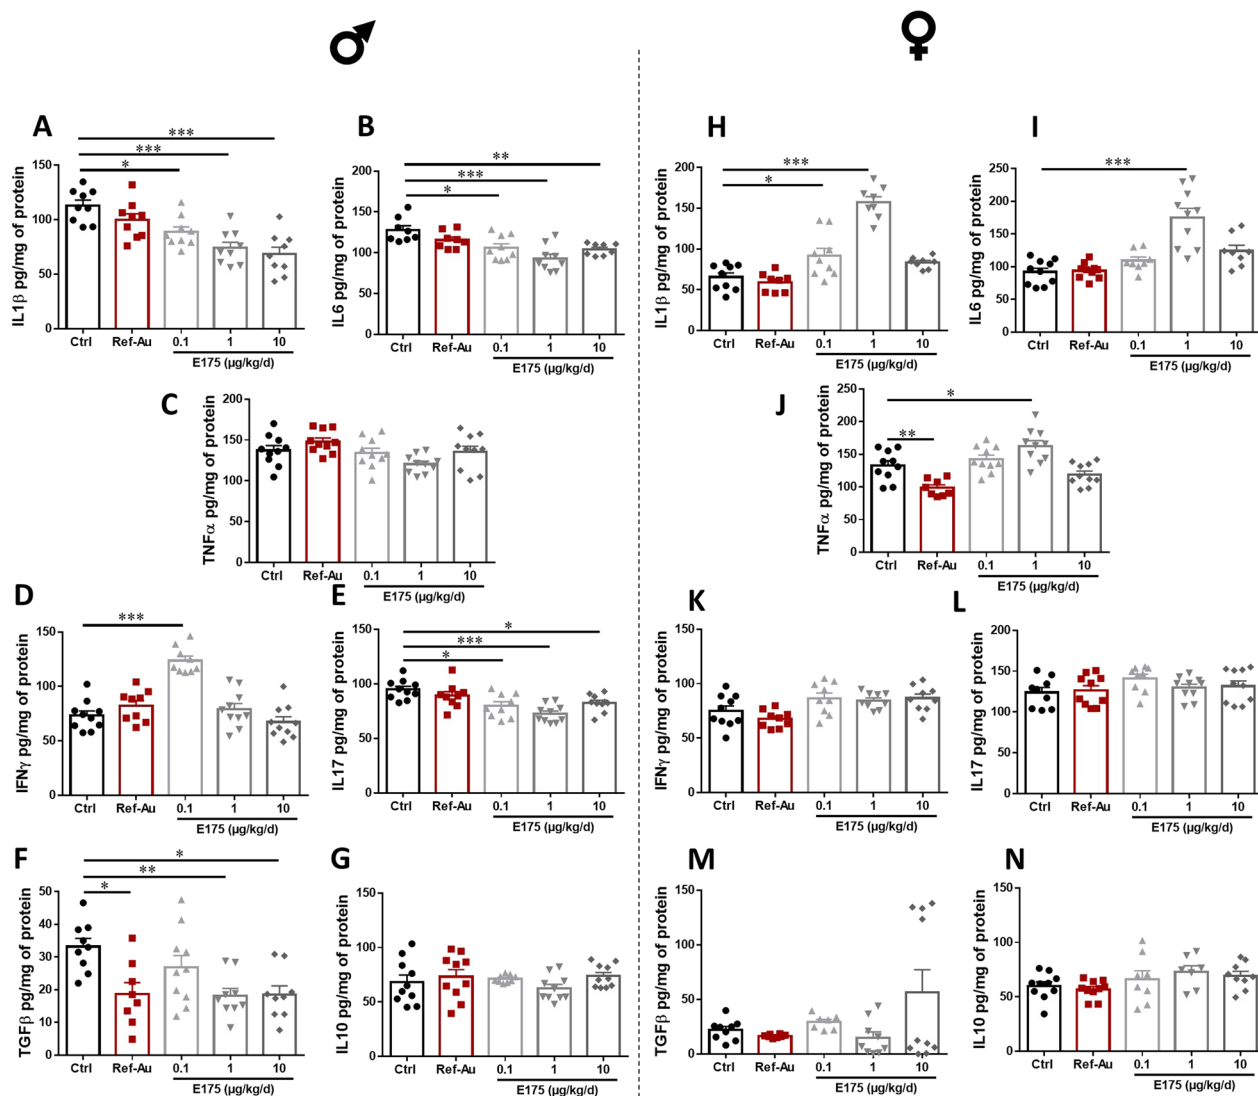 A
***
***
*
IL1β pg/mg of protein
150
100
50
0
Ctrl Ref-Au 0.1 1 10
E175 (µg/kg/d)
B
**
***
*
IL6 pg/mg of protein
200
150
100
50
0
Ctrl Ref-Au 0.1 1 10
E175 (µg/kg/d)
H
***
*
IL1β pg/mg of protein
200
150
100
50
0
Ctrl Ref-Au 0.1 1 10
E175 (µg/kg/d)
I
***
IL6 pg/mg of protein
250
200
150
100
50
0
Ctrl Ref-Au 0.1 1 10
E175 (µg/kg/d)
C
TNFα pg/mg of protein
200
150
100
50
0
Ctrl Ref-Au 0.1 1 10
E175 (µg/kg/d)
J
*
**
TNFα pg/mg of protein
250
200
150
100
50
0
Ctrl Ref-Au 0.1 1 10
E175 (µg/kg/d)
D
***
IFNγ pg/mg of protein
150
100
50
0
Ctrl Ref-Au 0.1 1 10
E175 (µg/kg/d)
E
*
***
*
IL17 pg/mg of protein
150
100
50
0
Ctrl Ref-Au 0.1 1 10
E175 (µg/kg/d)
K
IFNγ pg/mg of protein
150
100
50
0
Ctrl Ref-Au 0.1 1 10
E175 (µg/kg/d)
L
IL17 pg/mg of protein
200
150
100
50
0
Ctrl Ref-Au 0.1 1 10
E175 (µg/kg/d)
F
*
**
*
TGFβ pg/mg of protein
50
40
30
20
10
0
Ctrl Ref-Au 0.1 1 10
E175 (µg/kg/d)
G
IL10 pg/mg of protein
150
100
50
0
Ctrl Ref-Au 0.1 1 10
E175 (µg/kg/d)
M
TGFβ pg/mg of protein
150
100
50
0
Ctrl Ref-Au 0.1 1 10
E175 (µg/kg/d)
N
IL10 pg/mg of protein
150
100
50
0
Ctrl Ref-Au 0.1 1 10
E175 (µg/kg/d)